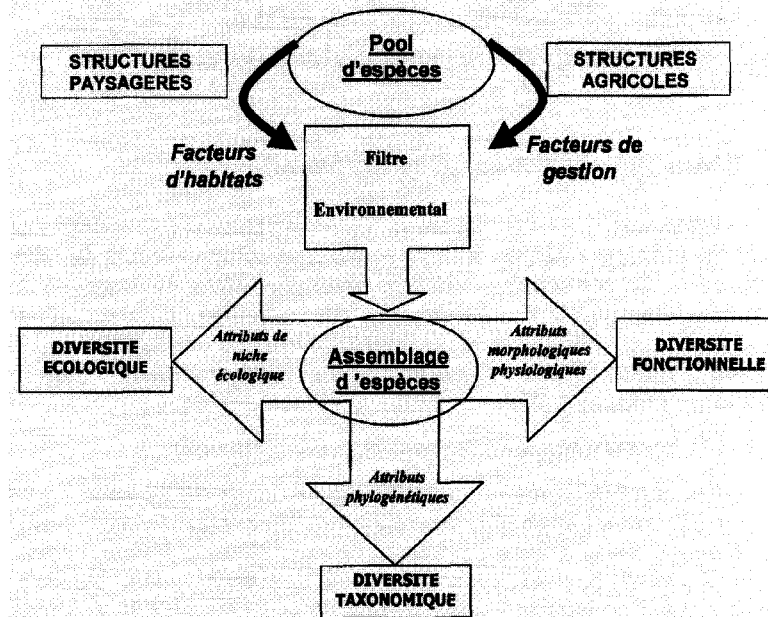 Pool
d'espèces
STRUCTURES
PAYSAGERES
STRUCTURES
AGRICOLES
Facteurs
d'habitats
Filtre
Environnemental
Facteurs de
gestion
DIVERSITE
ECOLOGIQUE
Attributs de
niche
écologique
Assemblage
d 'espèces
Attributs
morphologiques
physiologiques
DIVERSITE
FONCTIONNELLE
Attributs
phylogénétiques
DIVERSITE
TAXONOMIQUE